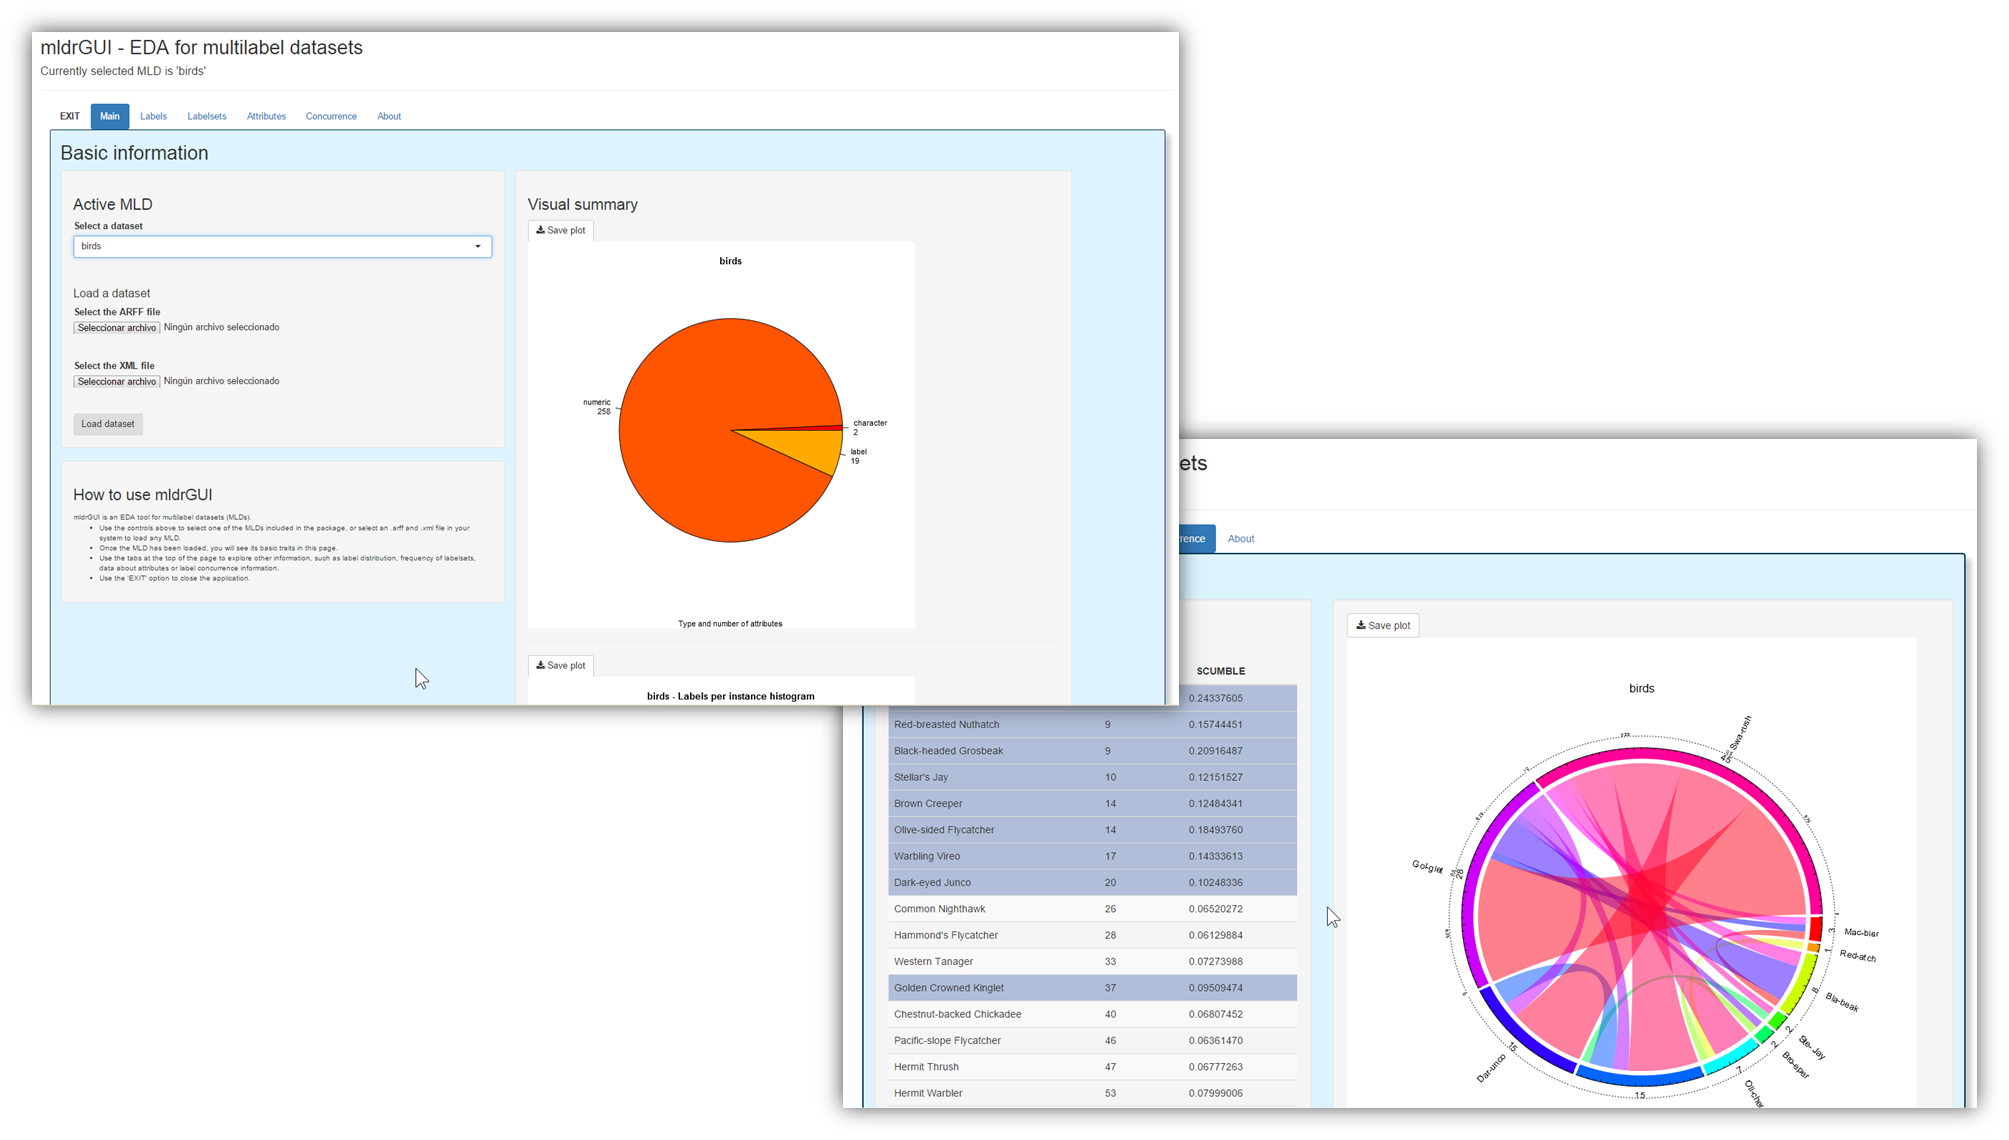 mldrGUI - EDA for multilabel datasets
Currently selected MLD is 'birds'
EXIT Main Labels Labelsets Attributes Concurrence About
Basic information
Active MLD
Select a dataset
birds
Load a dataset
Select the ARFF file
Seleccionar archivo Ningún archivo seleccionado
Select the XML file
Seleccionar archivo Ningún archivo seleccionado
Load dataset
How to use mldrGUI
mldrGUI is an EDA tool for multilabel datasets (MLDs).
Use the controls above to select one of the MLDs included in the package, or select an .arff and .xml file in your
system to load any MLD.
Once the MLD has been loaded, you will see its basic traits in this page.
Use the tabs at the top of the page to explore other information, such as label distribution, frequency of labelsets,
data about attributes or label concurrence information.
Use the 'EXIT' option to close the application.
Visual summary
Save plot
birds
numeric
258
character
2
label
19
Type and number of attributes
Save plot
birds - Labels per instance histogram
ets
rence About
SCUMBLE
0.24337605
Red-breasted Nuthatch 9 0.15744451
Black-headed Grosbeak 9 0.20916487
Stellar's Jay 10 0.12151527
Brown Creeper 14 0.12484341
Olive-sided Flycatcher 14 0.18493760
Warbling Vireo 17 0.14333613
Dark-eyed Junco 20 0.10248336
Common Nighthawk 26 0.06520272
Hammond's Flycatcher 28 0.06129884
Western Tanager 33 0.07273988
Golden Crowned Kinglet 37 0.09509474
Chestnut-backed Chickadee 40 0.06807452
Pacific-slope Flycatcher 46 0.06361470
Hermit Thrush 47 0.06777263
Hermit Warbler 53 0.07999006
Save plot
birds
Swa-rush
45
Mac-bier
3
Red-atch
1
Bla-beak
8
Ste-Jay
2
Bro-eper
2
Oli-cher
7
15
Dar-unco
15
Gol-glet
28